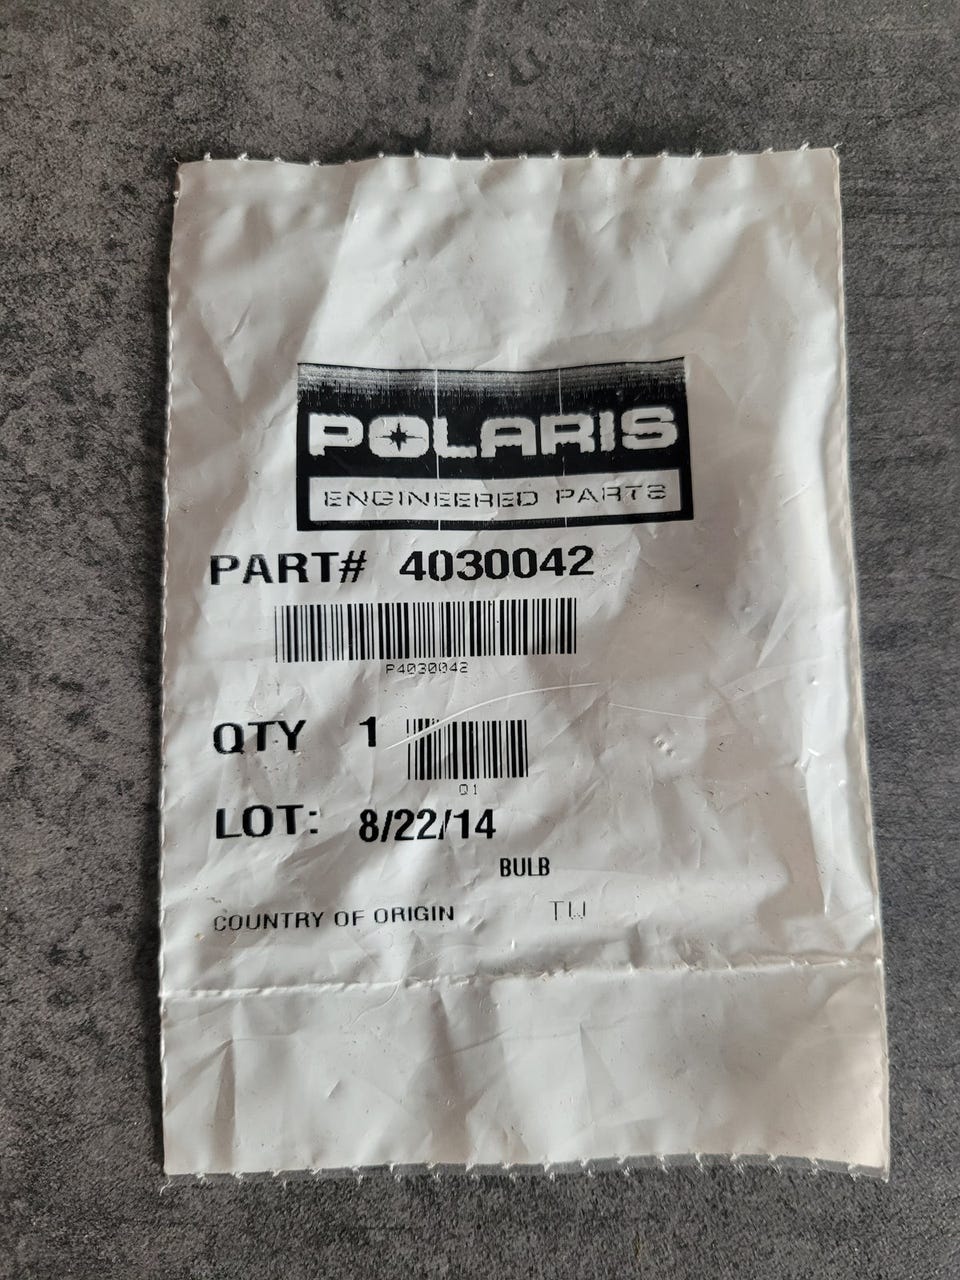 POLARIS
ENGINEERED PARTS
PART# 4030042
P4030042
QTY 1
Q1
LOT: 8/22/14
BULB
COUNTRY OF ORIGIN TW